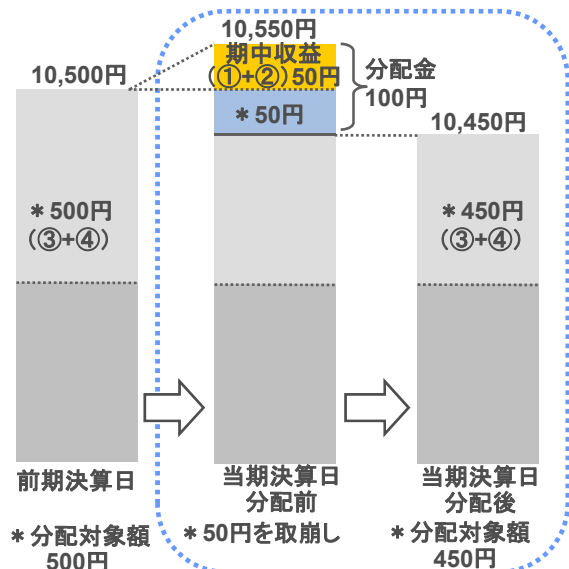 10,550円
期中収益
(①+②)50円
分配金
100円
10,500円
＊50円
10,450円
＊500円
(③+④)
＊450円
(③+④)
前期決算日
当期決算日
分配前
当期決算日
分配後
＊分配対象額
500円
＊50円を取崩し
＊分配対象額
450円